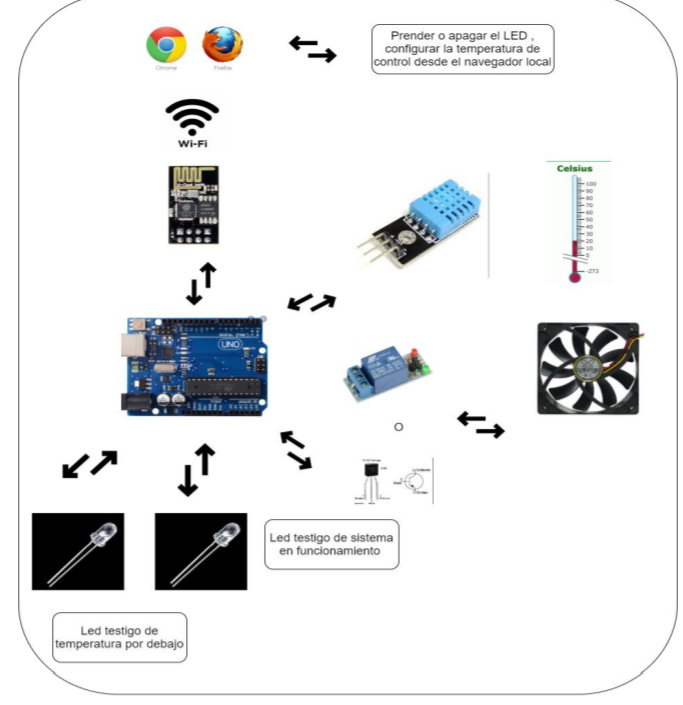 Prender o apagar el LED ,
configurar la temperatura de
control desde el navegador local
Chrome
Firefox
Wi-Fi
Celsius
100
90
80
70
60
50
40
30
20
10
0
-273
UNO
O
Led testigo de sistema
en funcionamiento
Led testigo de
temperatura por debajo